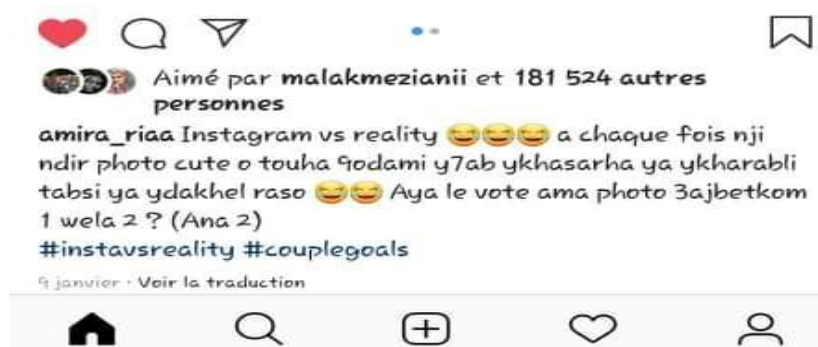 Aimé par malakmezianii et 181 524 autres
personnes
amira_riaa Instagram vs reality 😂😂😂 a chaque fois nji
ndir photo cute o touha 9odami y7ab ykhasarha ya ykharabli
tabsi ya ydakhel raso 😂😂 Aya le vote ama photo 3ajbetkom
1 wela 2 ? (Ana 2)
#instavsreality #couplegoals
9 janvier · Voir la traduction